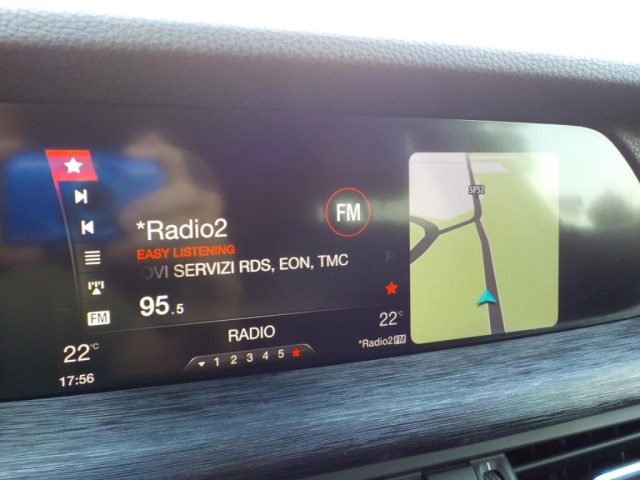 *Radio2
EASY LISTENING
OVI SERVIZI RDS, EON, TMC
FM
95.5
FM
RADIO
22°C
17:56
1 2 3 4 5
22°C
*Radio2 FM
SP52